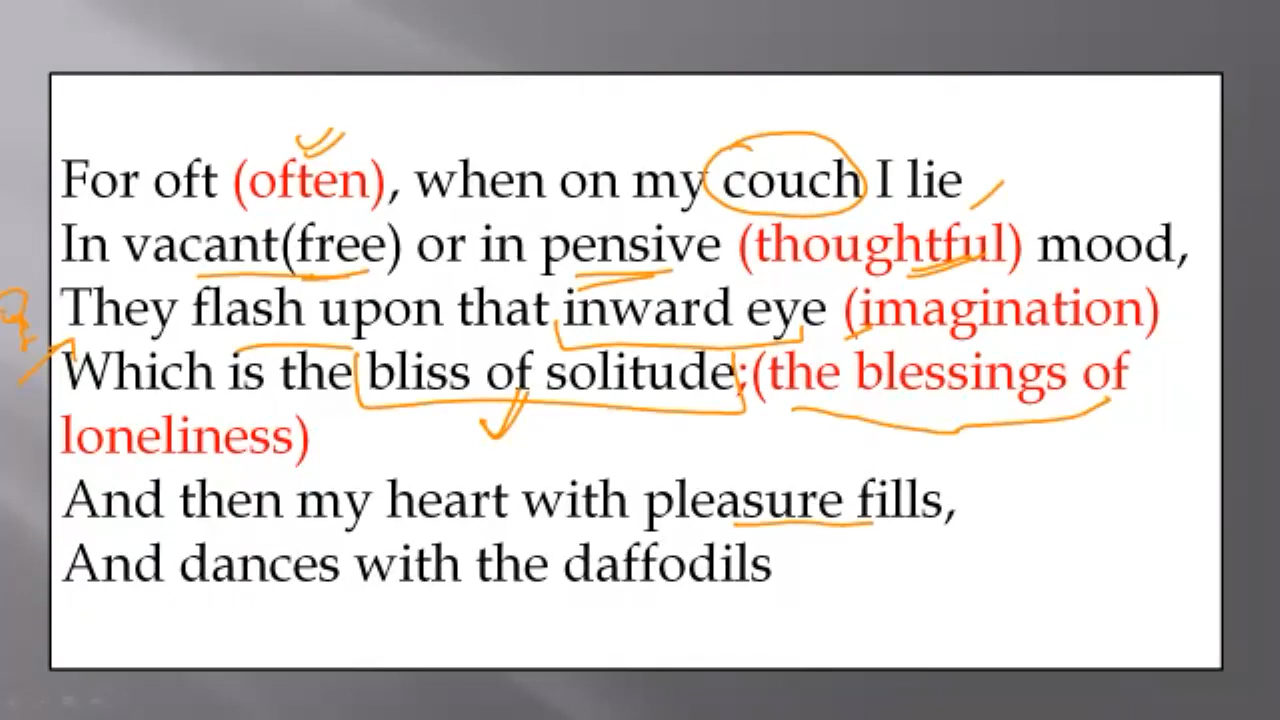 For oft (often), when on my couch I lie
In vacant(free) or in pensive (thoughtful) mood,
They flash upon that inward eye (imagination)
Which is the bliss of solitude;(the blessings of
loneliness)
And then my heart with pleasure fills,
And dances with the daffodils